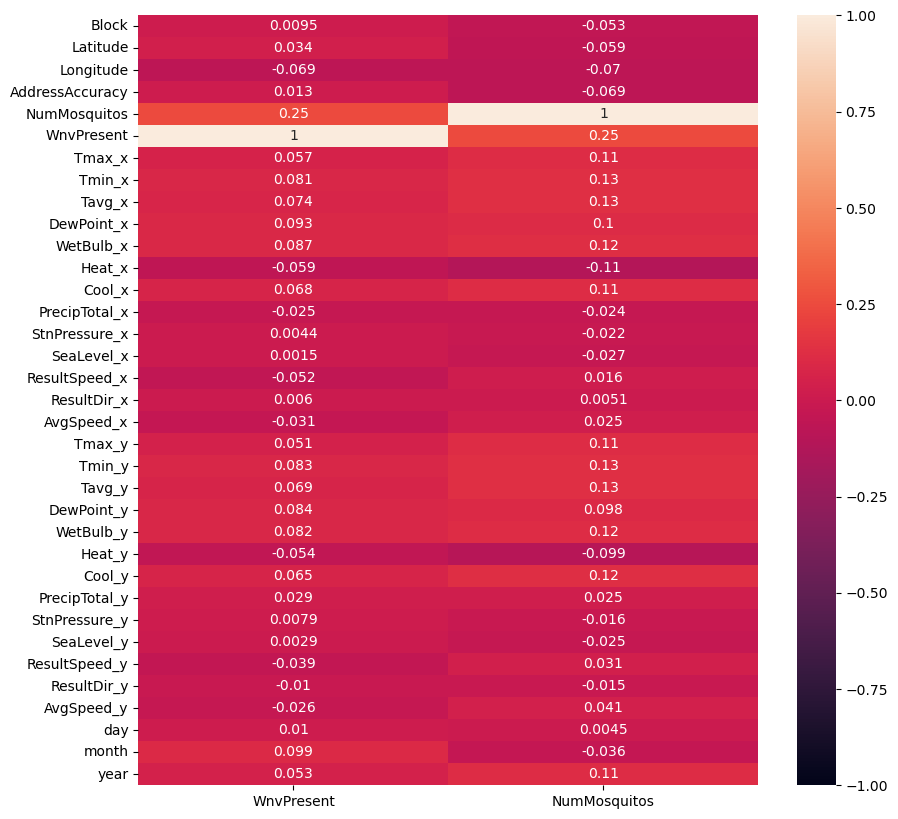 Block 0.0095 -0.053
Latitude 0.034 -0.059
Longitude -0.069 -0.07
AddressAccuracy 0.013 -0.069
NumMosquitos 0.25 1
WnvPresent 1 0.25
Tmax_x 0.057 0.11
Tmin_x 0.081 0.13
Tavg_x 0.074 0.13
DewPoint_x 0.093 0.1
WetBulb_x 0.087 0.12
Heat_x -0.059 -0.11
Cool_x 0.068 0.11
PrecipTotal_x -0.025 -0.024
StnPressure_x 0.0044 -0.022
SeaLevel_x 0.0015 -0.027
ResultSpeed_x -0.052 0.016
ResultDir_x 0.006 0.0051
AvgSpeed_x -0.031 0.025
Tmax_y 0.051 0.11
Tmin_y 0.083 0.13
Tavg_y 0.069 0.13
DewPoint_y 0.084 0.098
WetBulb_y 0.082 0.12
Heat_y -0.054 -0.099
Cool_y 0.065 0.12
PrecipTotal_y 0.029 0.025
StnPressure_y 0.0079 -0.016
SeaLevel_y 0.0029 -0.025
ResultSpeed_y -0.039 0.031
ResultDir_y -0.01 -0.015
AvgSpeed_y -0.026 0.041
day 0.01 0.0045
month 0.099 -0.036
year 0.053 0.11
WnvPresent NumMosquitos
1.00
0.75
0.50
0.25
0.00
−0.25
−0.50
−0.75
−1.00